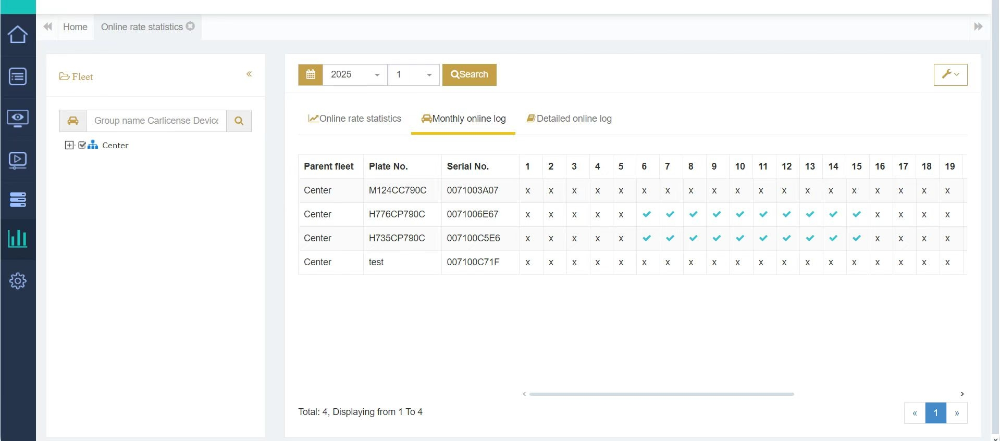 Home
Online rate statistics
Fleet
Group name Carlicense Device
Center
2025
1
Search
Online rate statistics
Monthly online log
Detailed online log
Parent fleet Plate No. Serial No. 1 2 3 4 5 6 7 8 9 10 11 12 13 14 15 16 17 18 19
Center M124CC790C 0071003A07 x x x x x x x x x x x x x x x x x x x
Center H776CP790C 0071006E67 x x x x x ✓ ✓ ✓ ✓ ✓ ✓ ✓ ✓ ✓ ✓ x x x x
Center H735CP790C 007100C5E6 x x x x x ✓ ✓ ✓ ✓ ✓ ✓ ✓ ✓ ✓ ✓ x x x x
Center test 007100C71F x x x x x x x x x x x x x x x x x x x
Total: 4, Displaying from 1 To 4
« 1 »